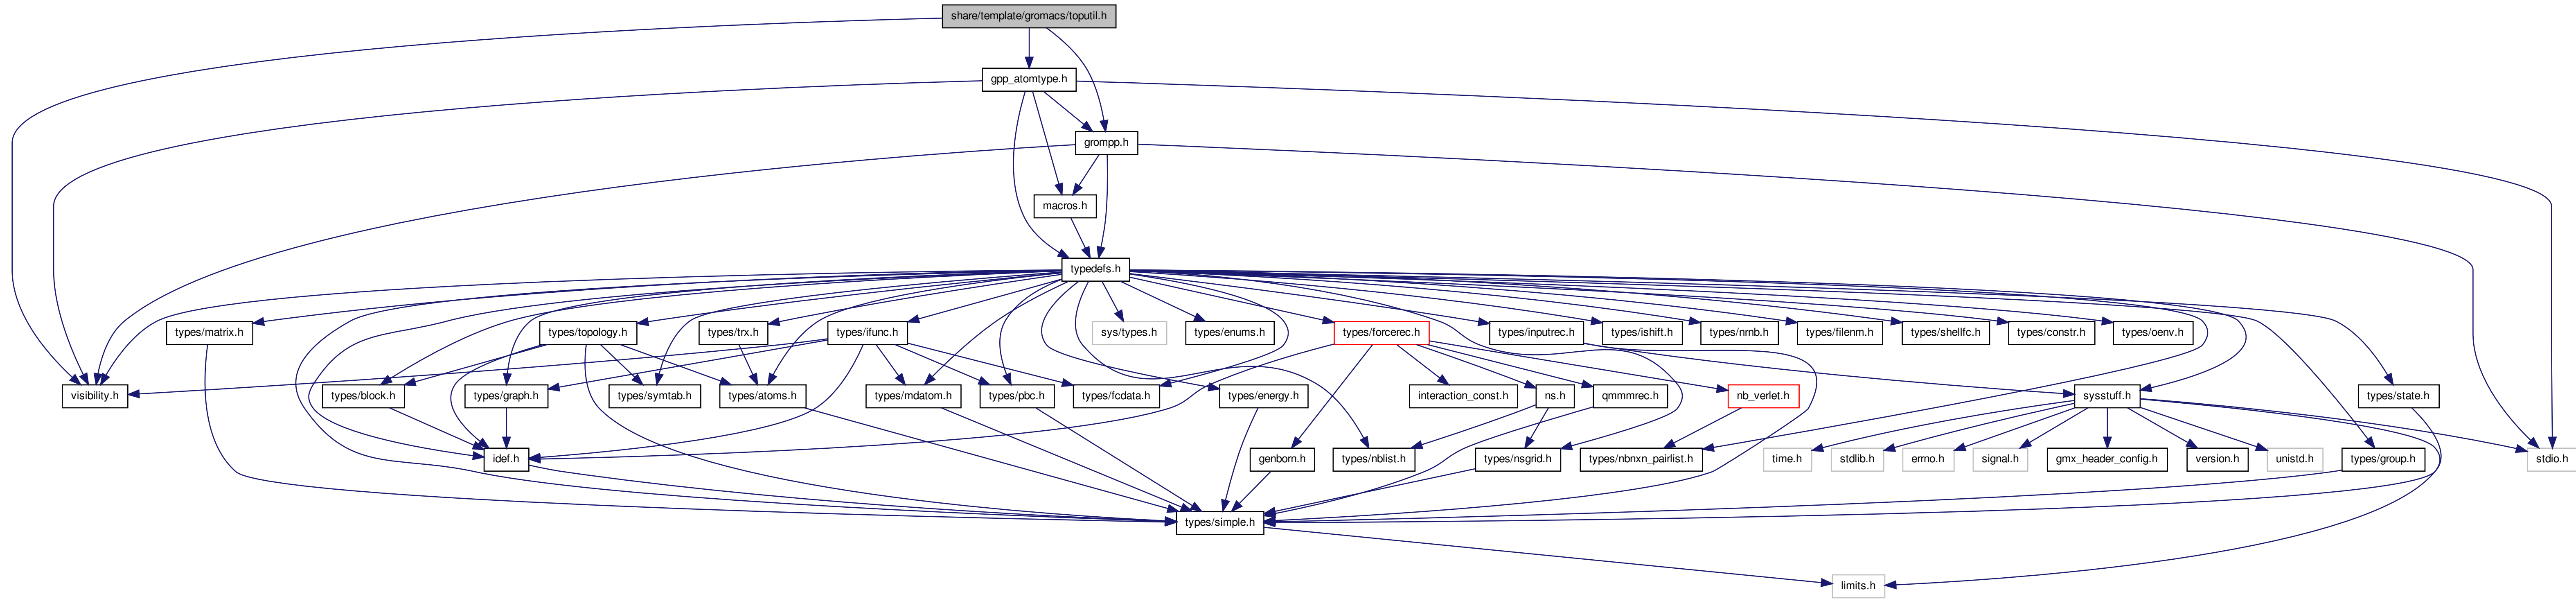 share/template/gromacs/toputil.h
gpp_atomtype.h
grompp.h
macros.h
typedefs.h
types/matrix.h
types/topology.h
types/trx.h
types/ifunc.h
sys/types.h
types/enums.h
types/forcerec.h
types/inputrec.h
types/ishift.h
types/nrnb.h
types/filenm.h
types/shellfc.h
types/constr.h
types/oenv.h
visibility.h
types/block.h
types/graph.h
types/symtab.h
types/atoms.h
types/mdatom.h
types/pbc.h
types/fcdata.h
types/energy.h
interaction_const.h
ns.h
qmmmrec.h
nb_verlet.h
sysstuff.h
types/state.h
idef.h
genborn.h
types/nblist.h
types/nsgrid.h
types/nbnxn_pairlist.h
time.h
stdlib.h
errno.h
signal.h
gmx_header_config.h
version.h
unistd.h
types/group.h
stdio.h
types/simple.h
limits.h